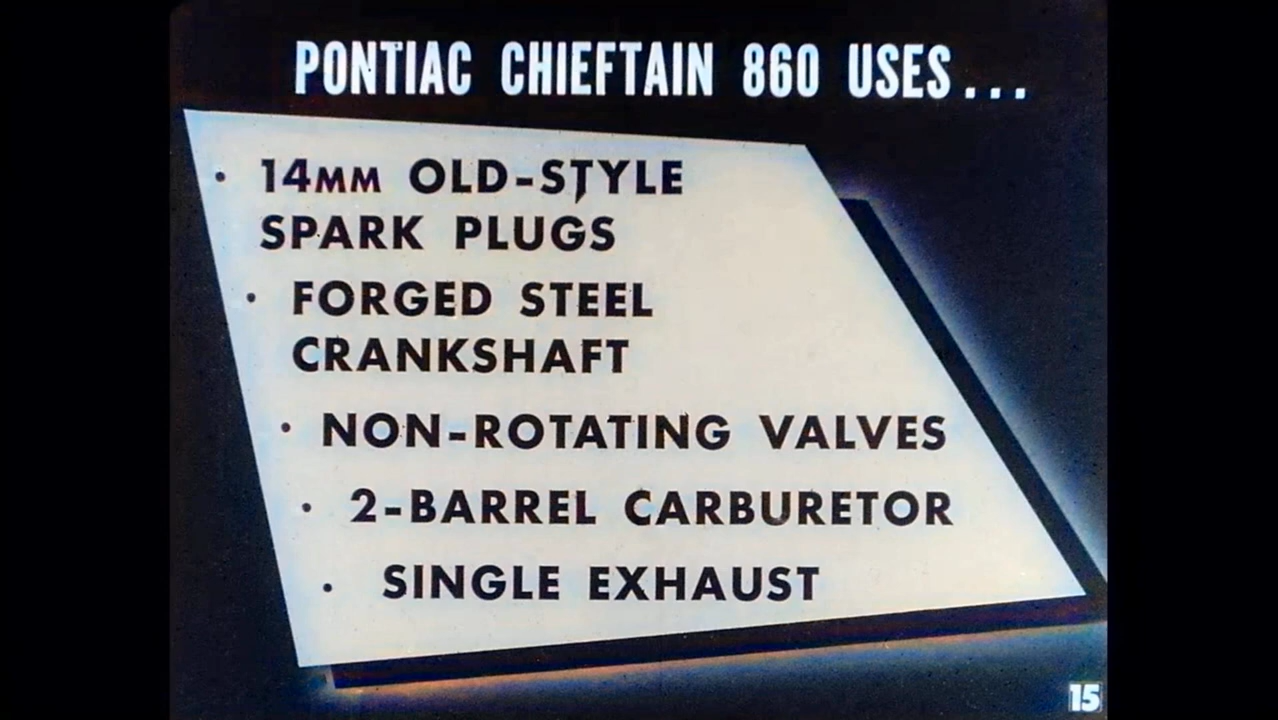 PONTIAC CHIEFTAIN 860 USES...
• 14MM OLD-STYLE
SPARK PLUGS
• FORGED STEEL
CRANKSHAFT
• NON-ROTATING VALVES
• 2-BARREL CARBURETOR
• SINGLE EXHAUST
15